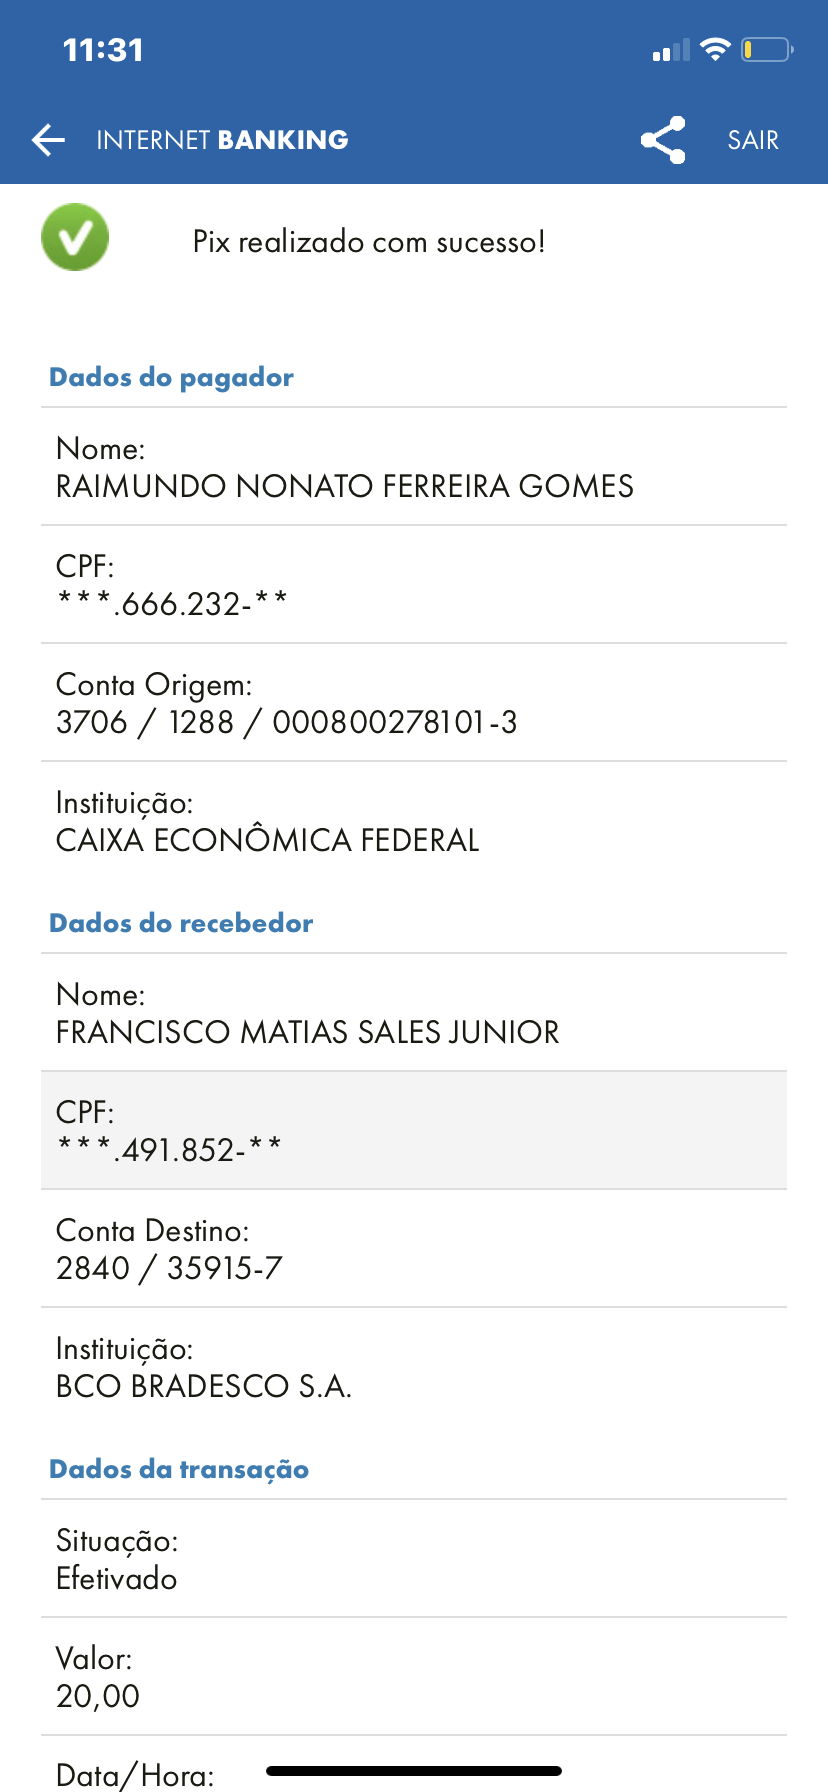 11:31
INTERNET BANKING
SAIR
Pix realizado com sucesso!
Dados do pagador
Nome:
RAIMUNDO NONATO FERREIRA GOMES
CPF:
***.666.232-**
Conta Origem:
3706 / 1288 / 000800278101-3
Instituição:
CAIXA ECONÔMICA FEDERAL
Dados do recebedor
Nome:
FRANCISCO MATIAS SALES JUNIOR
CPF:
***.491.852-**
Conta Destino:
2840 / 35915-7
Instituição:
BCO BRADESCO S.A.
Dados da transação
Situação:
Efetivado
Valor:
20,00
Data/Hora: